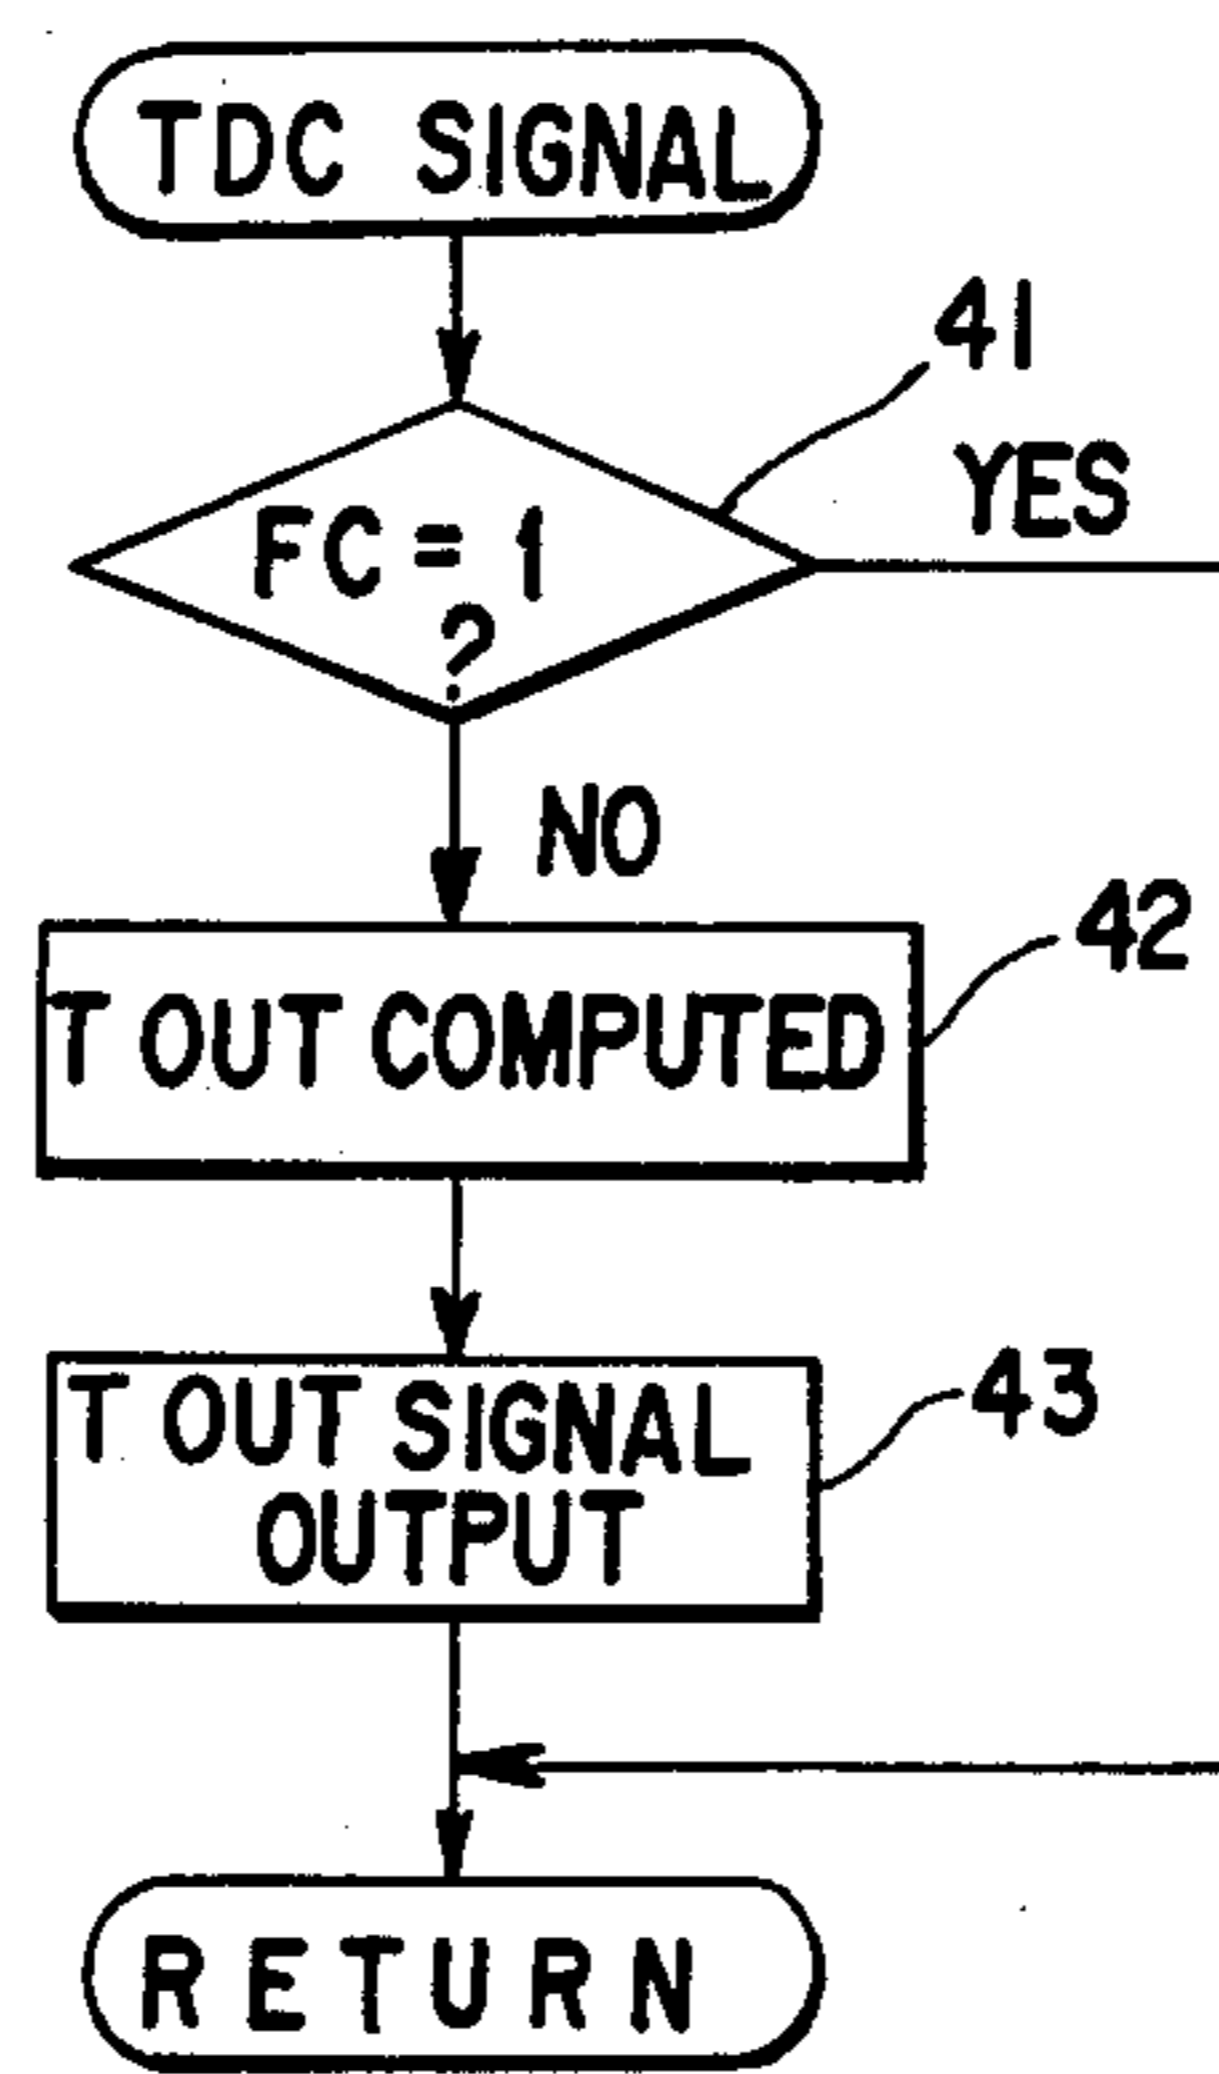 TDC SIGNAL
41
YES
FC = 1
?
NO
42
T OUT COMPUTED
43
T OUT SIGNAL
OUTPUT
RETURN